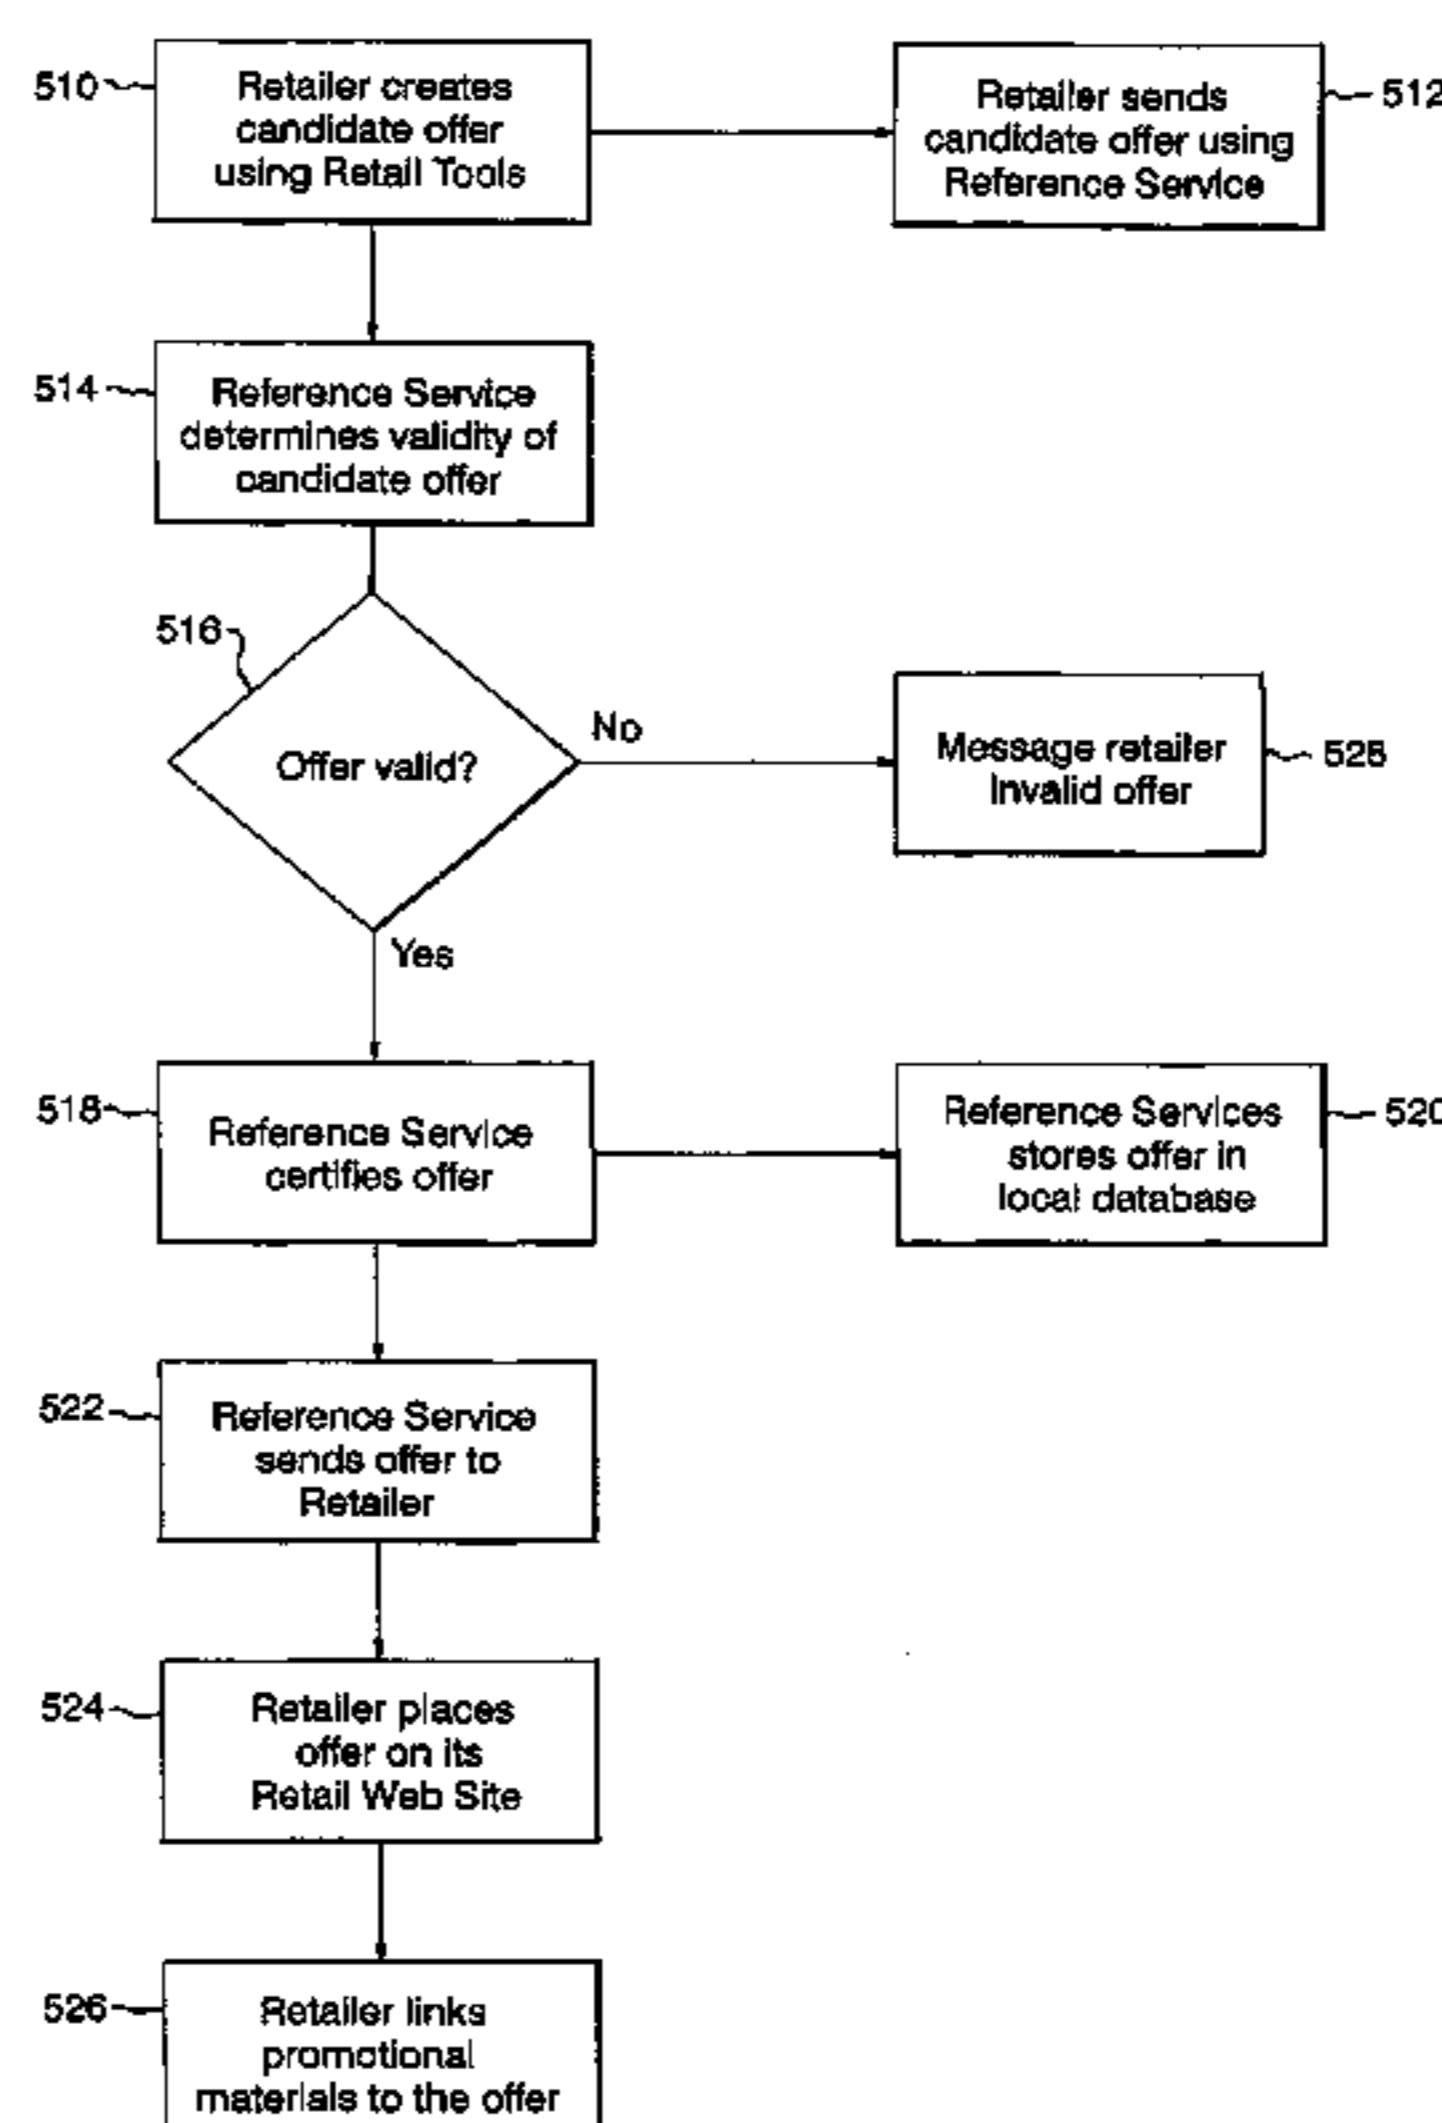 510
Retailer creates
candidate offer
using Retail Tools
Retailer sends
candidate offer using
Reference Service
512
514
Reference Service
determines validity of
candidate offer
516
Offer valid?
No
Message retailer
Invalid offer
528
Yes
518
Reference Service
certifies offer
Reference Services
stores offer in
local database
520
522
Reference Service
sends offer to
Retailer
524
Retailer places
offer on its
Retail Web Site
526
Retailer links
promotional
materials to the offer